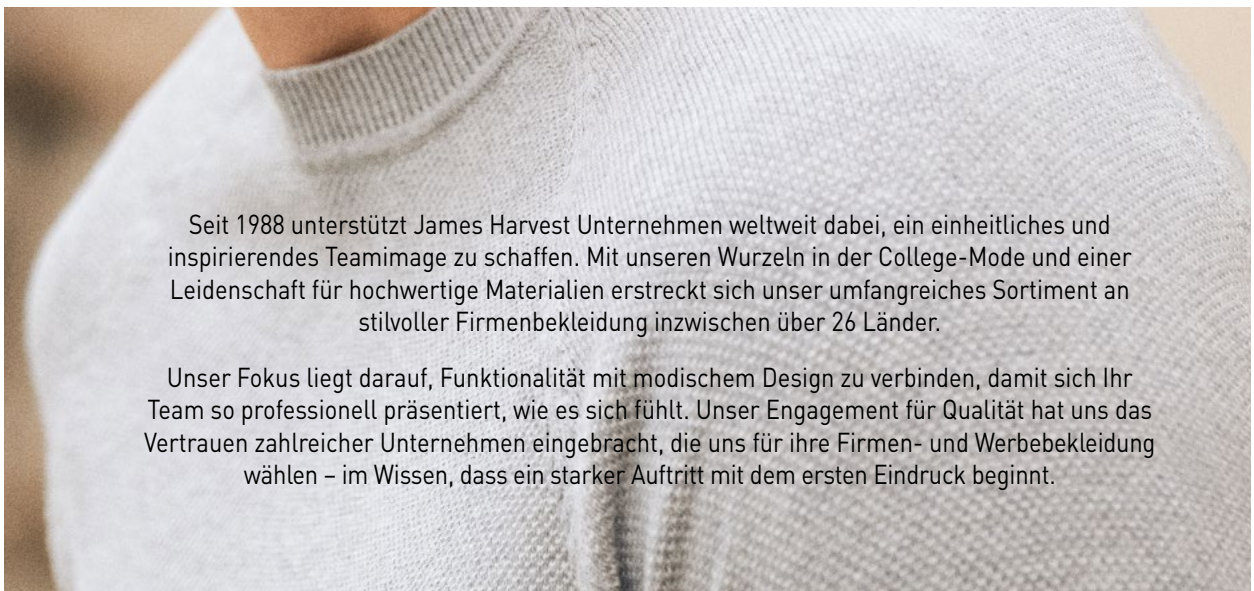 Seit 1988 unterstützt James Harvest Unternehmen weltweit dabei, ein einheitliches und
inspirierendes Teamimage zu schaffen. Mit unseren Wurzeln in der College-Mode und einer
Leidenschaft für hochwertige Materialien erstreckt sich unser umfangreiches Sortiment an
stilvoller Firmenbekleidung inzwischen über 26 Länder.
Unser Fokus liegt darauf, Funktionalität mit modischem Design zu verbinden, damit sich Ihr
Team so professionell präsentiert, wie es sich fühlt. Unser Engagement für Qualität hat uns das
Vertrauen zahlreicher Unternehmen eingebracht, die uns für ihre Firmen- und Werbebekleidung
wählen – im Wissen, dass ein starker Auftritt mit dem ersten Eindruck beginnt.